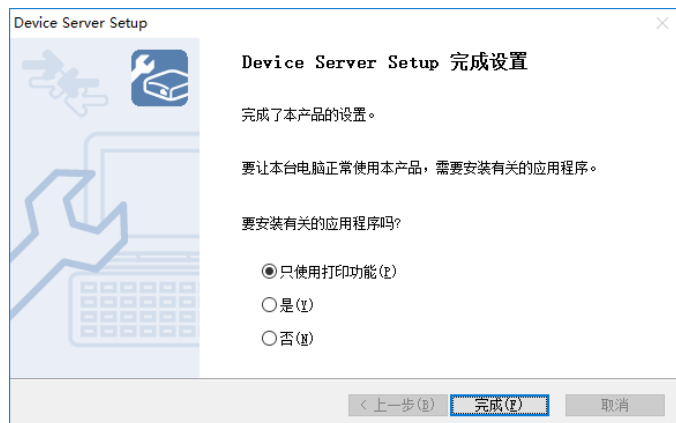 Device Server Setup
Device Server Setup 完成设置
完成了本产品的设置。
要让本台电脑正常使用本产品，需要安装有关的应用程序。
要安装有关的应用程序吗?
只使用打印功能(P)
是(Y)
否(N)
< 上一步(B)
完成(F)
取消